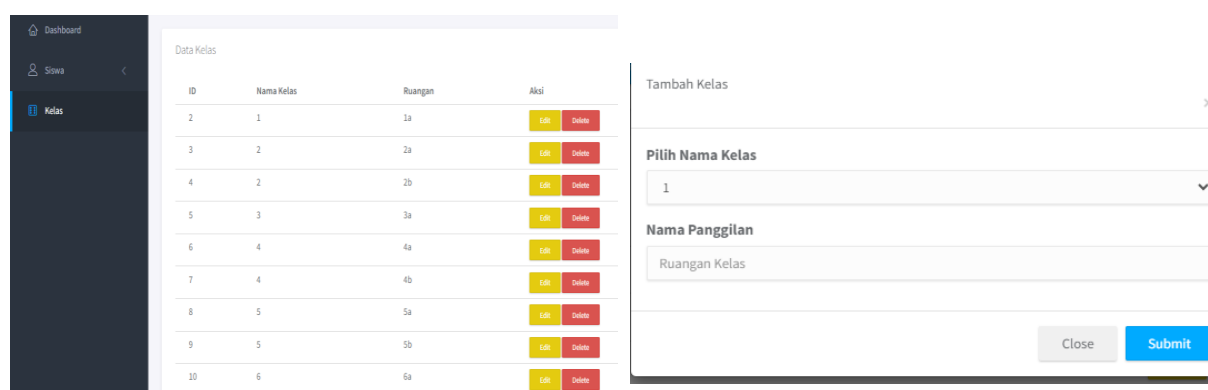 Dashboard
Siswa
Kelas
Data Kelas
ID Nama Kelas Ruangan Aksi
2 1 1a Edit Delete
3 2 2a Edit Delete
4 2 2b Edit Delete
5 3 3a Edit Delete
6 4 4a Edit Delete
7 4 4b Edit Delete
8 5 5a Edit Delete
9 5 5b Edit Delete
10 6 6a Edit Delete
Tambah Kelas
Pilih Nama Kelas
1
Nama Panggilan
Ruangan Kelas
Close Submit